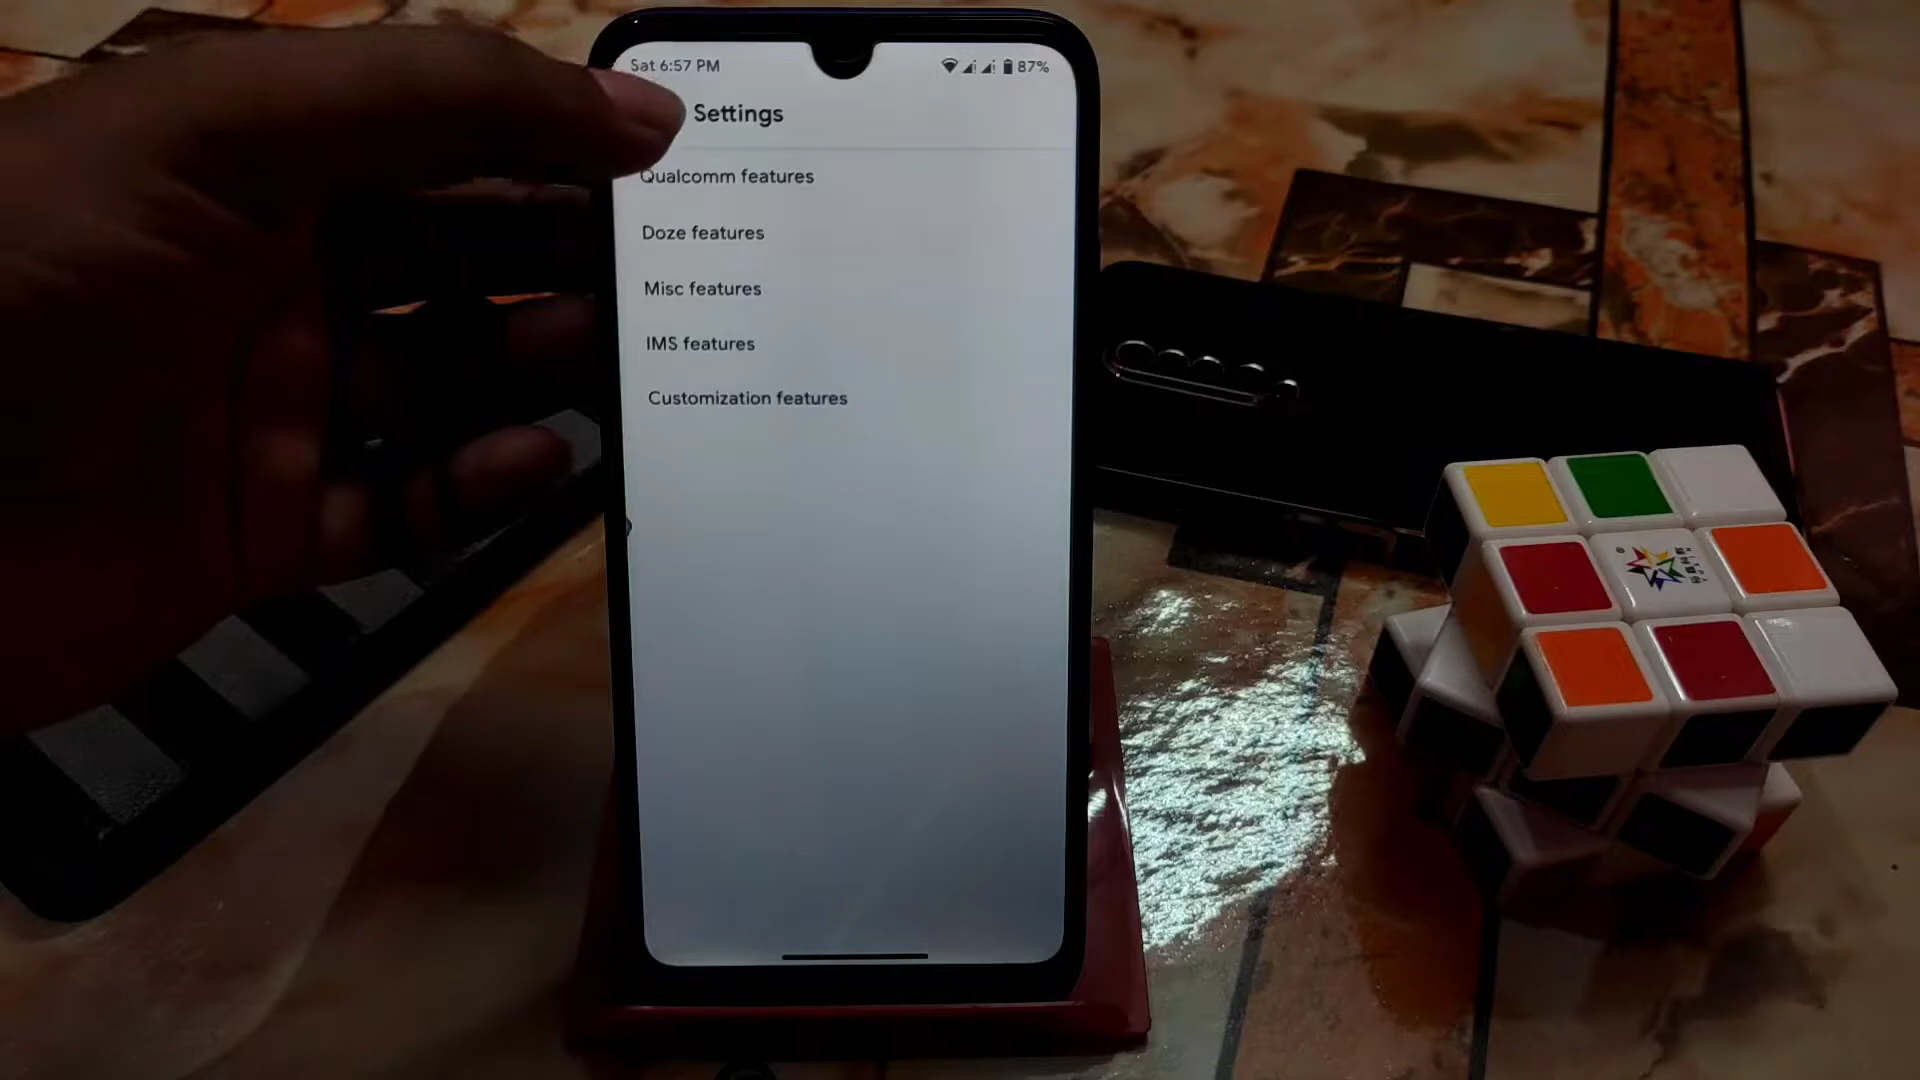 Sat 6:57 PM
87%
Settings
Qualcomm features
Doze features
Misc features
IMS features
Customization features